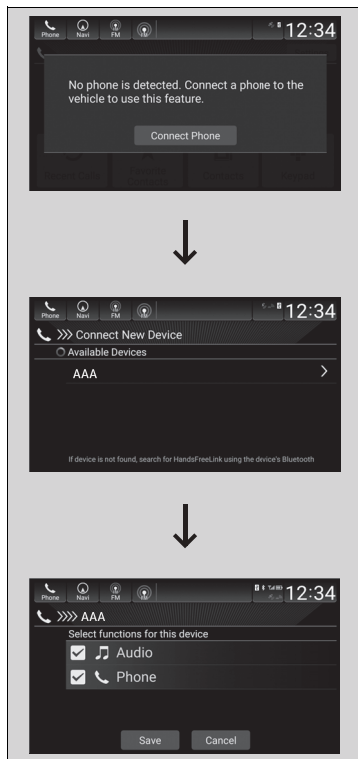 Phone Navi FM 12:34
No phone is detected. Connect a phone to the
vehicle to use this feature.
Connect Phone
Phone Navi FM 12:34
Connect New Device
Available Devices
AAA
If device is not found, search for HandsFreeLink using the device's Bluetooth
Phone Navi FM 12:34
AAA
Select functions for this device
Audio
Phone
Save Cancel